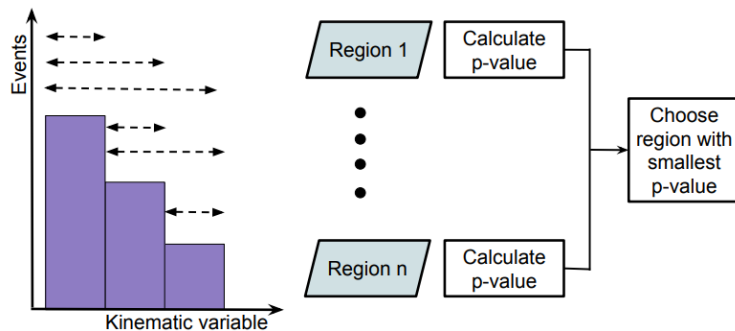 Events
Kinematic variable
Region 1
Calculate
p-value
Region n
Calculate
p-value
Choose
region with
smallest
p-value